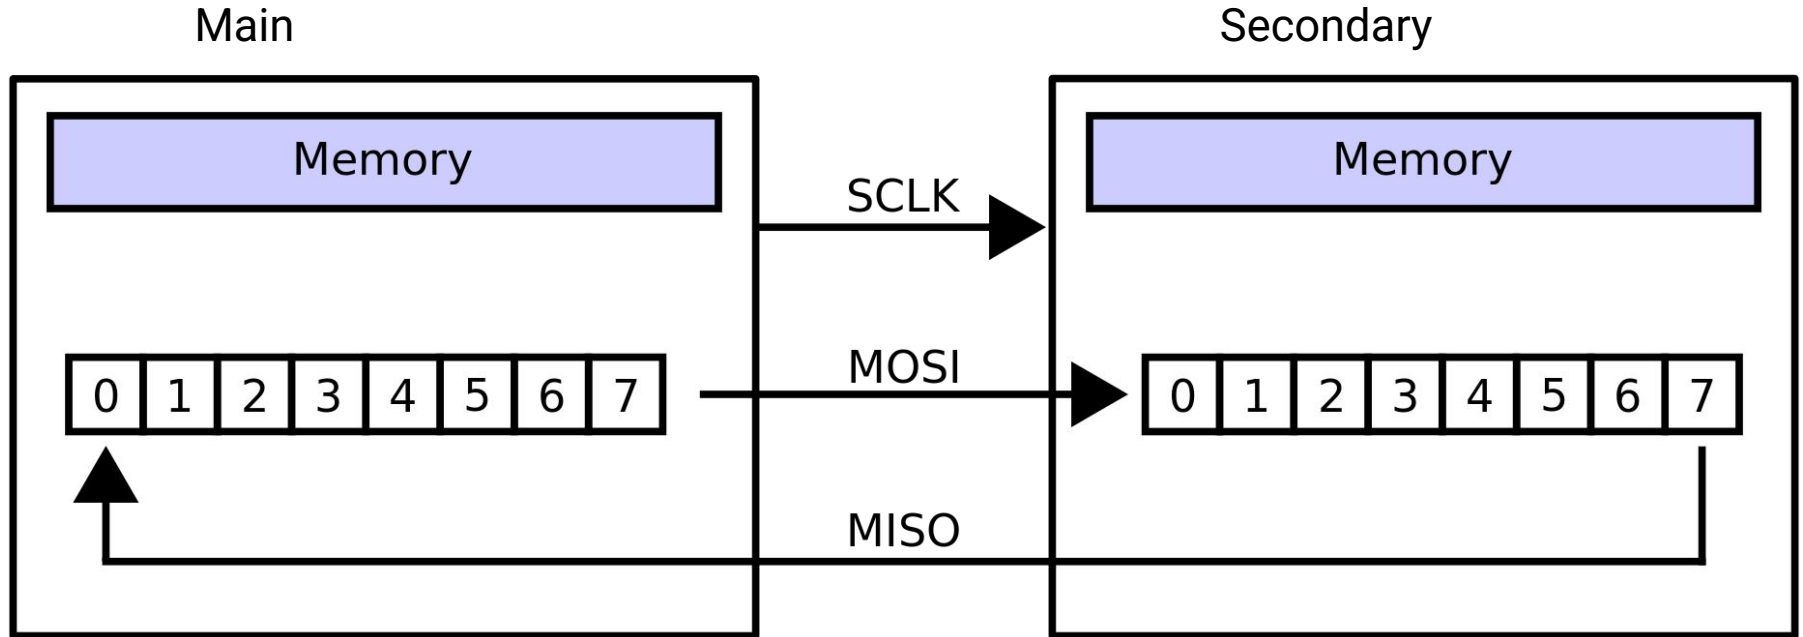 Main
Secondary
Memory
Memory
SCLK
MOSI
0 1 2 3 4 5 6 7
0 1 2 3 4 5 6 7
MISO